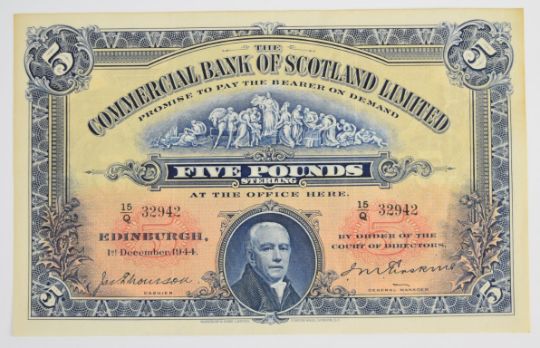 5
5
THE
COMMERCIAL BANK OF SCOTLAND LIMITED
PROMISE TO PAY THE BEARER ON DEMAND
FIVE POUNDS
STERLING
AT THE OFFICE HERE.
15/Q 32942
15/Q 32942
EDINBURGH,
1st December, 1944.
BY ORDER OF THE
COURT OF DIRECTORS,
CASHIER.
GENERAL MANAGER
5
5